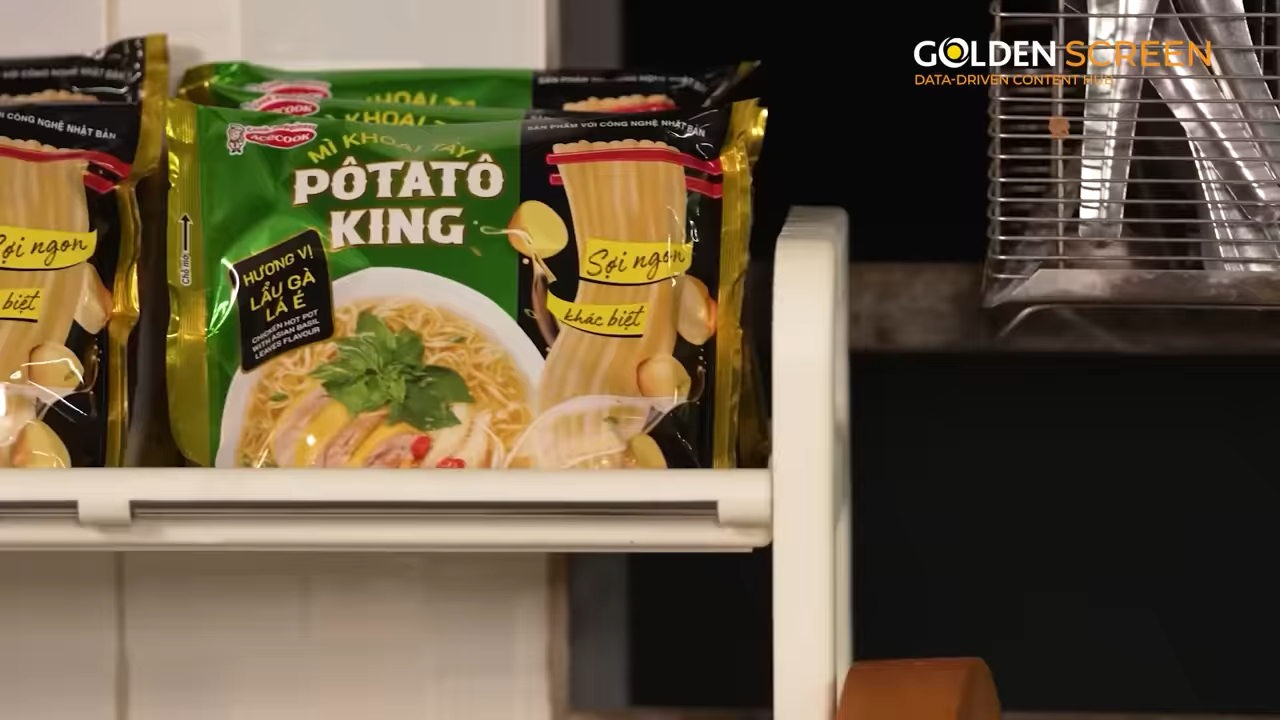 GOLDEN SCREEN
DATA-DRIVEN CONTENT HUB
SẢN PHẨM VỚI CÔNG NGHỆ NHẬT BẢN
ACECOOK
MÌ KHOAI TÂY
PÔTATÔ
KING
Chỗ mở
HƯƠNG VỊ
LẨU GÀ
LÁ É
CHICKEN HOT POT
WITH ASIAN BASIL
LEAVES FLAVOUR
Sợi ngon
khác biệt
CÔNG NGHỆ NHẬT BẢN
Sợi ngon
biệt
KHOAI